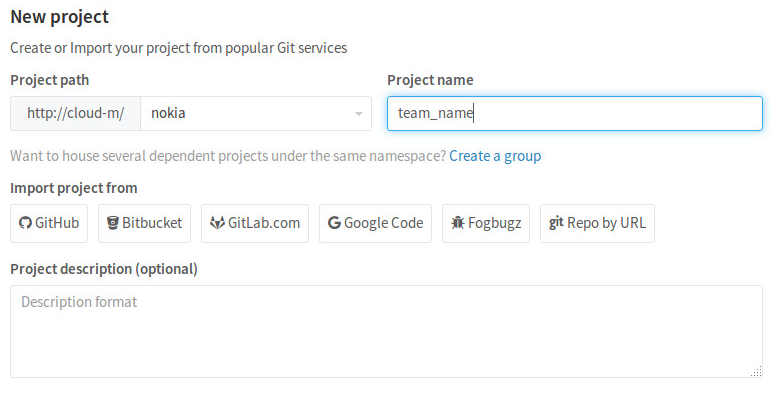 New project
Create or Import your project from popular Git services
Project path
Project name
http://cloud-m/ nokia
team_name
Want to house several dependent projects under the same namespace? Create a group
Import project from
GitHub Bitbucket GitLab.com Google Code Fogbugz git Repo by URL
Project description (optional)
Description format